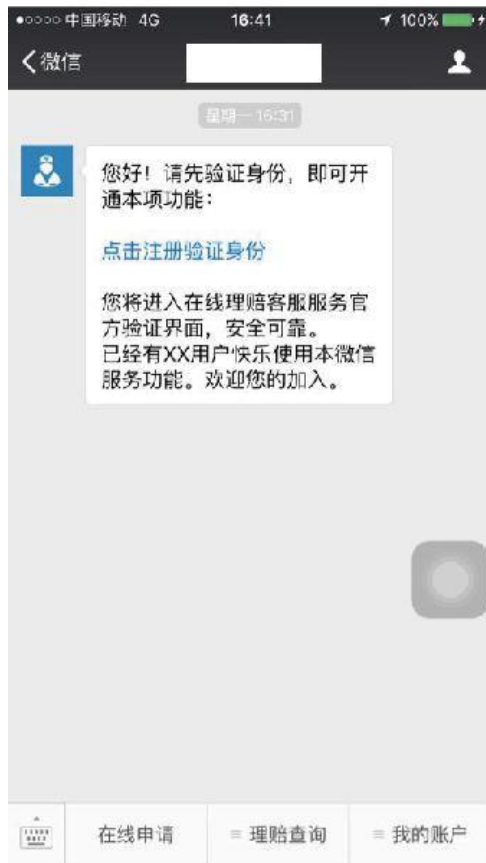 中国移动 4G 16:41 100%
微信
星期一 16:31
您好！请先验证身份，即可开
通本项功能：
点击注册验证身份
您将进入在线理赔客服服务官
方验证界面，安全可靠。
已经有XX用户快乐使用本微信
服务功能。欢迎您的加入。
在线申请 理赔查询 我的账户